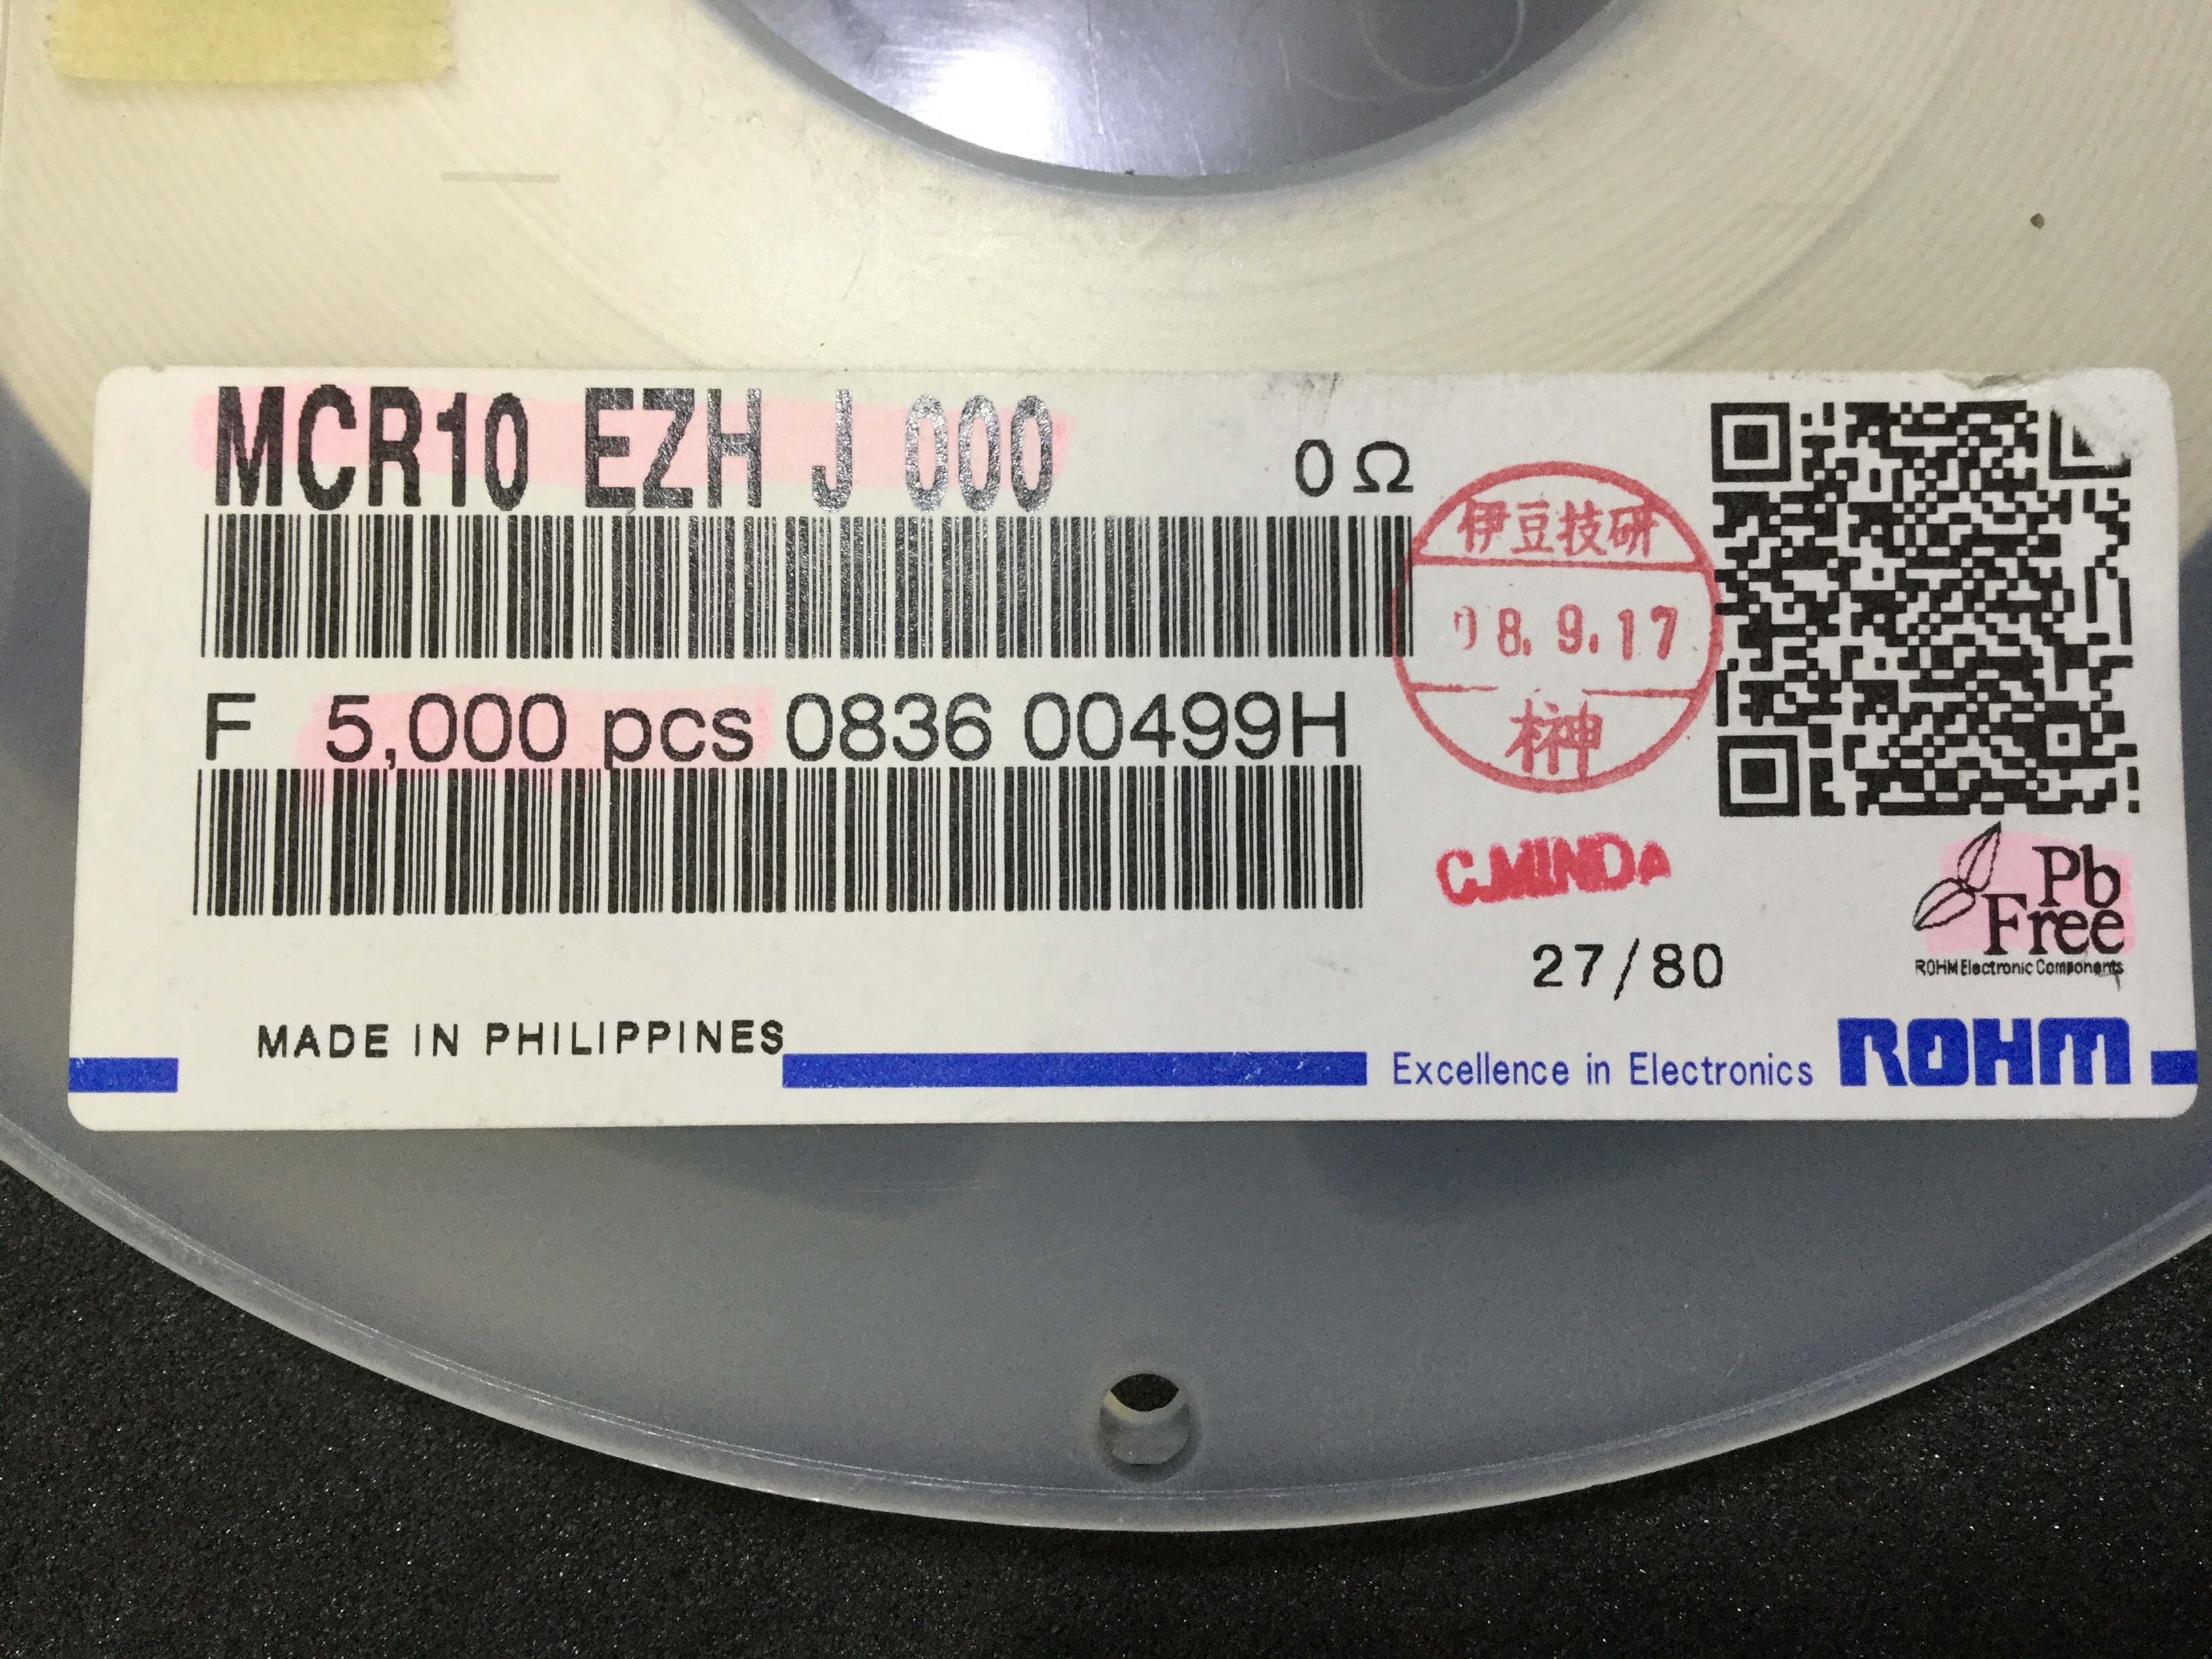 MCR10 EZH J 000
0Ω
伊豆技研
08.9.17
榊
F 5,000 pcs 0836 00499H
C.MINDA
Pb
Free
ROHM Electronic Components
27/80
MADE IN PHILIPPINES
Excellence in Electronics ROHM